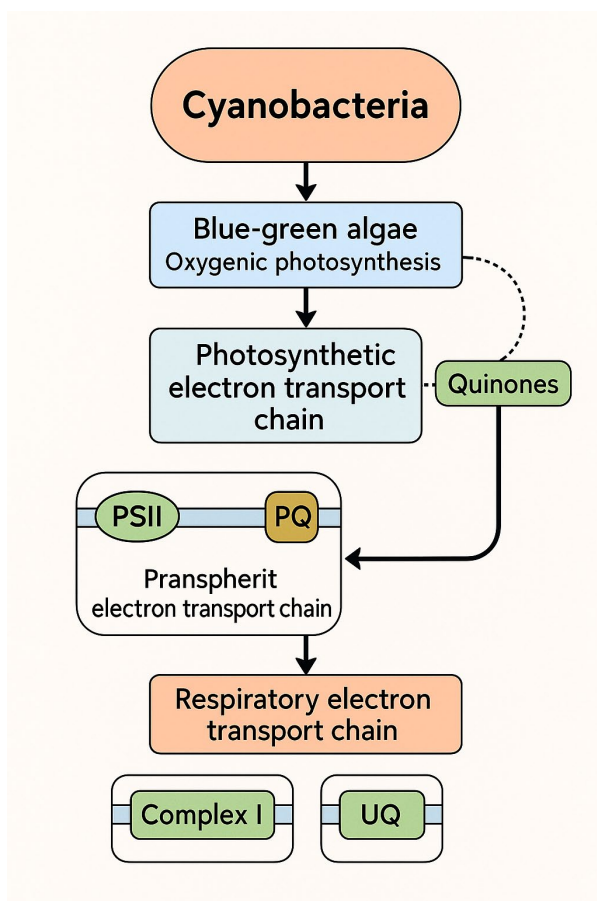 Cyanobacteria
Blue-green algae
Oxygenic photosynthesis
Photosynthetic
electron transport
chain
Quinones
PSII
PQ
Pranspherit
electron transport chain
Respiratory electron
transport chain
Complex I
UQ